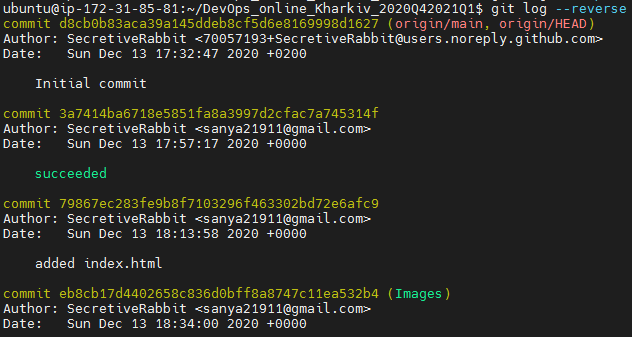 ubuntu@ip-172-31-85-81:~/DevOps_online_Kharkiv_2020Q42021Q1$ git log --reverse
commit d8cb0b83aca39a145ddeb8cf5d6e8169998d1627 (origin/main, origin/HEAD)
Author: SecretiveRabbit <70057193+SecretiveRabbit@users.noreply.github.com>
Date:   Sun Dec 13 17:32:47 2020 +0200
    Initial commit
commit 3a7414ba6718e5851fa8a3997d2cfac7a745314f
Author: SecretiveRabbit <sanya21911@gmail.com>
Date:   Sun Dec 13 17:57:17 2020 +0000
    succeeded
commit 79867ec283fe9b8f7103296f463302bd72e6afc9
Author: SecretiveRabbit <sanya21911@gmail.com>
Date:   Sun Dec 13 18:13:58 2020 +0000
    added index.html
commit eb8cb17d4402658c836d0bff8a8747c11ea532b4 (Images)
Author: SecretiveRabbit <sanya21911@gmail.com>
Date:   Sun Dec 13 18:34:00 2020 +0000